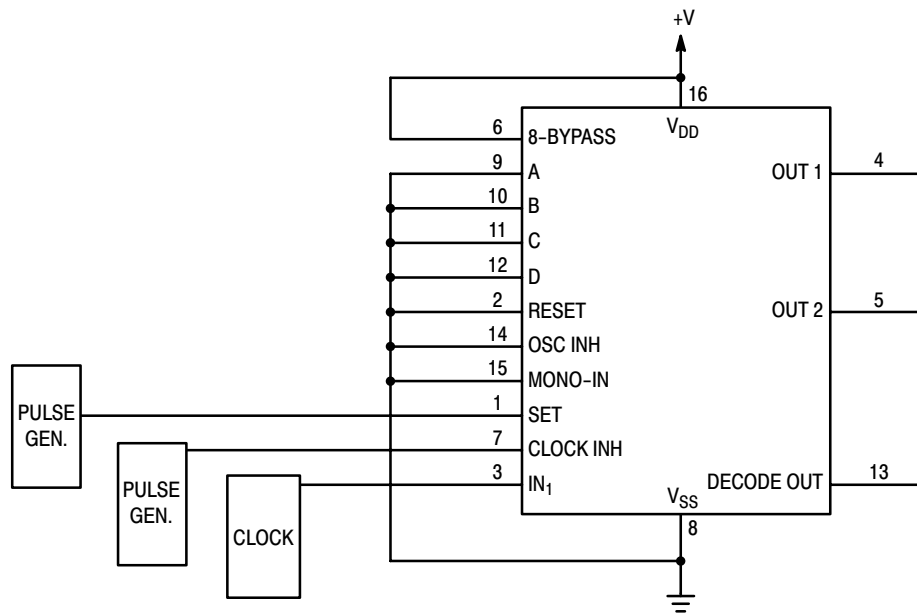 +V
16
V_DD
6 8-BYPASS
9 A
OUT 1 4
10 B
11 C
12 D
2 RESET
OUT 2 5
14 OSC INH
15 MONO-IN
1 SET
PULSE
GEN.
7 CLOCK INH
PULSE
GEN.
3 IN₁
DECODE OUT 13
V_SS
8
CLOCK